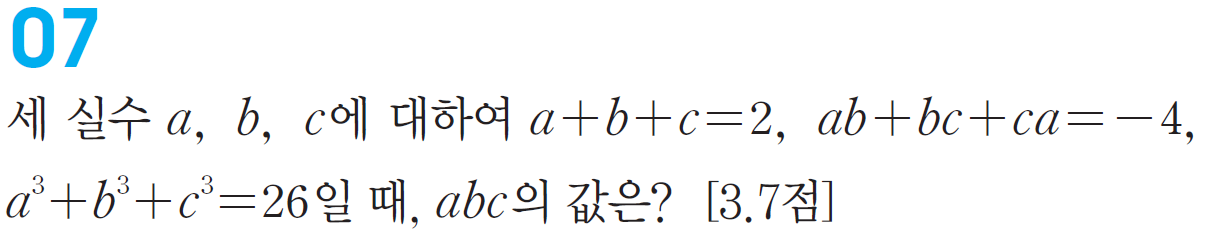 07
세 실수 a, b, c에 대하여 a+b+c=2, ab+bc+ca=-4,
a³+b³+c³=26일 때, abc의 값은? [3.7점]